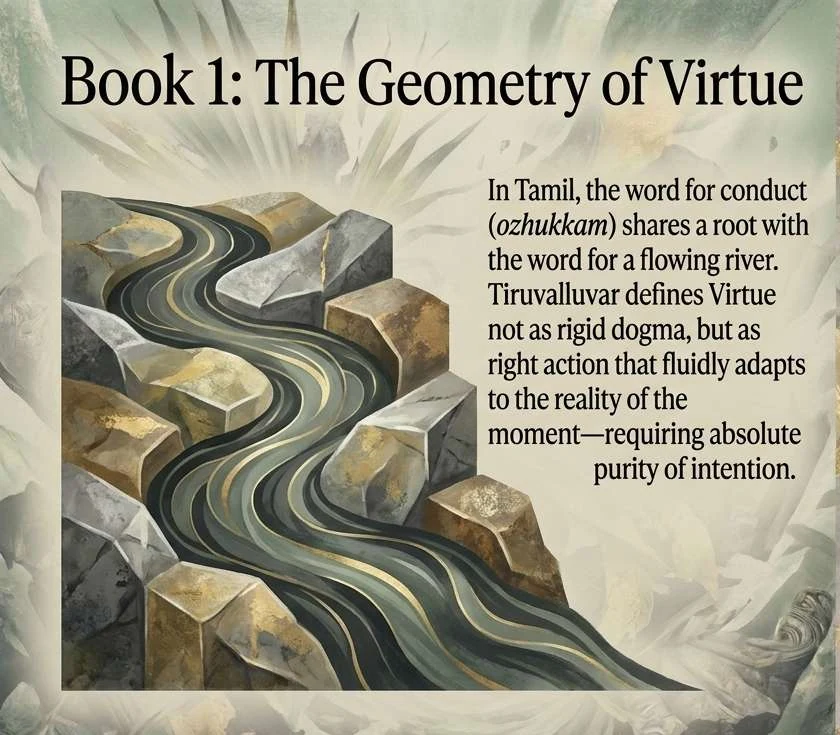 Book 1: The Geometry of Virtue
In Tamil, the word for conduct
(ozhukkam) shares a root with
the word for a flowing river.
Tiruvalluvar defines Virtue
not as rigid dogma, but as
right action that fluidly adapts
to the reality of the
moment—requiring absolute
purity of intention.